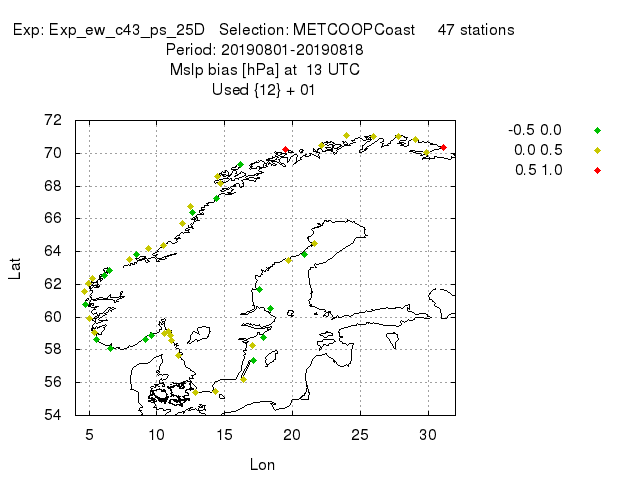 Exp: Exp_ew_c43_ps_25D Selection: METCOOPCoast 47 stations
Period: 20190801-20190818
Mslp bias [hPa] at 13 UTC
Used {12} + 01
-0.5 0.0
0.0 0.5
0.5 1.0
72
70
68
66
64
62
60
58
56
54
Lat
5 10 15 20 25 30
Lon